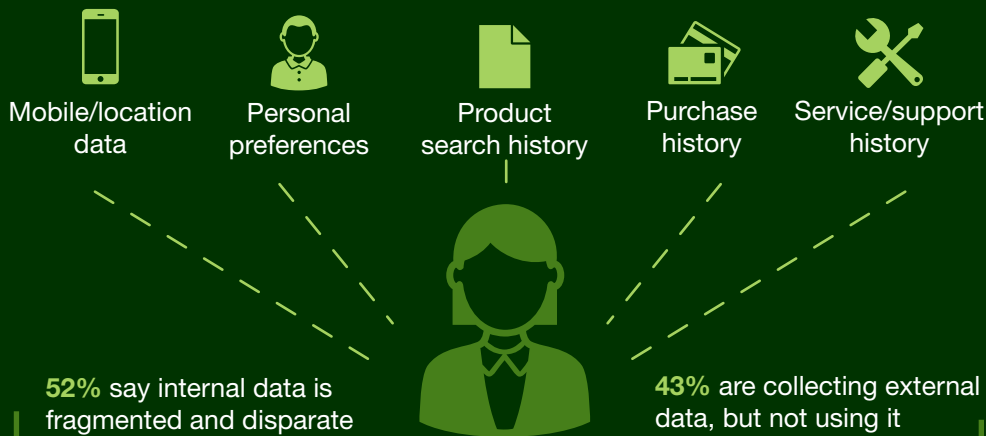 Mobile/location
data
Personal
preferences
Product
search history
Purchase
history
Service/support
history
52% say internal data is
fragmented and disparate
43% are collecting external
data, but not using it